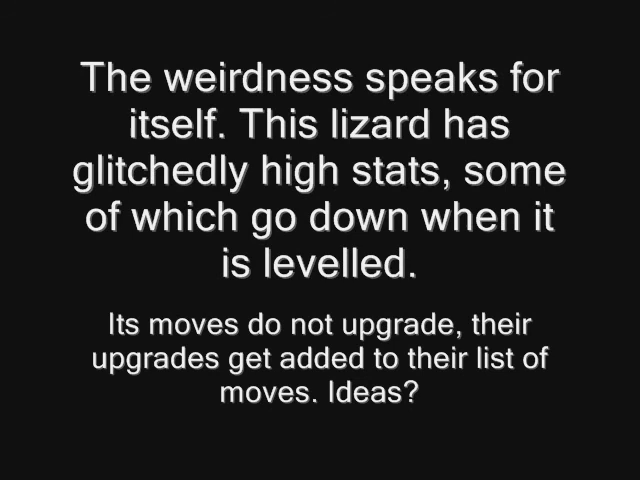 The weirdness speaks for
itself. This lizard has
glitchedly high stats, some
of which go down when it
is levelled.
Its moves do not upgrade, their
upgrades get added to their list of
moves. Ideas?